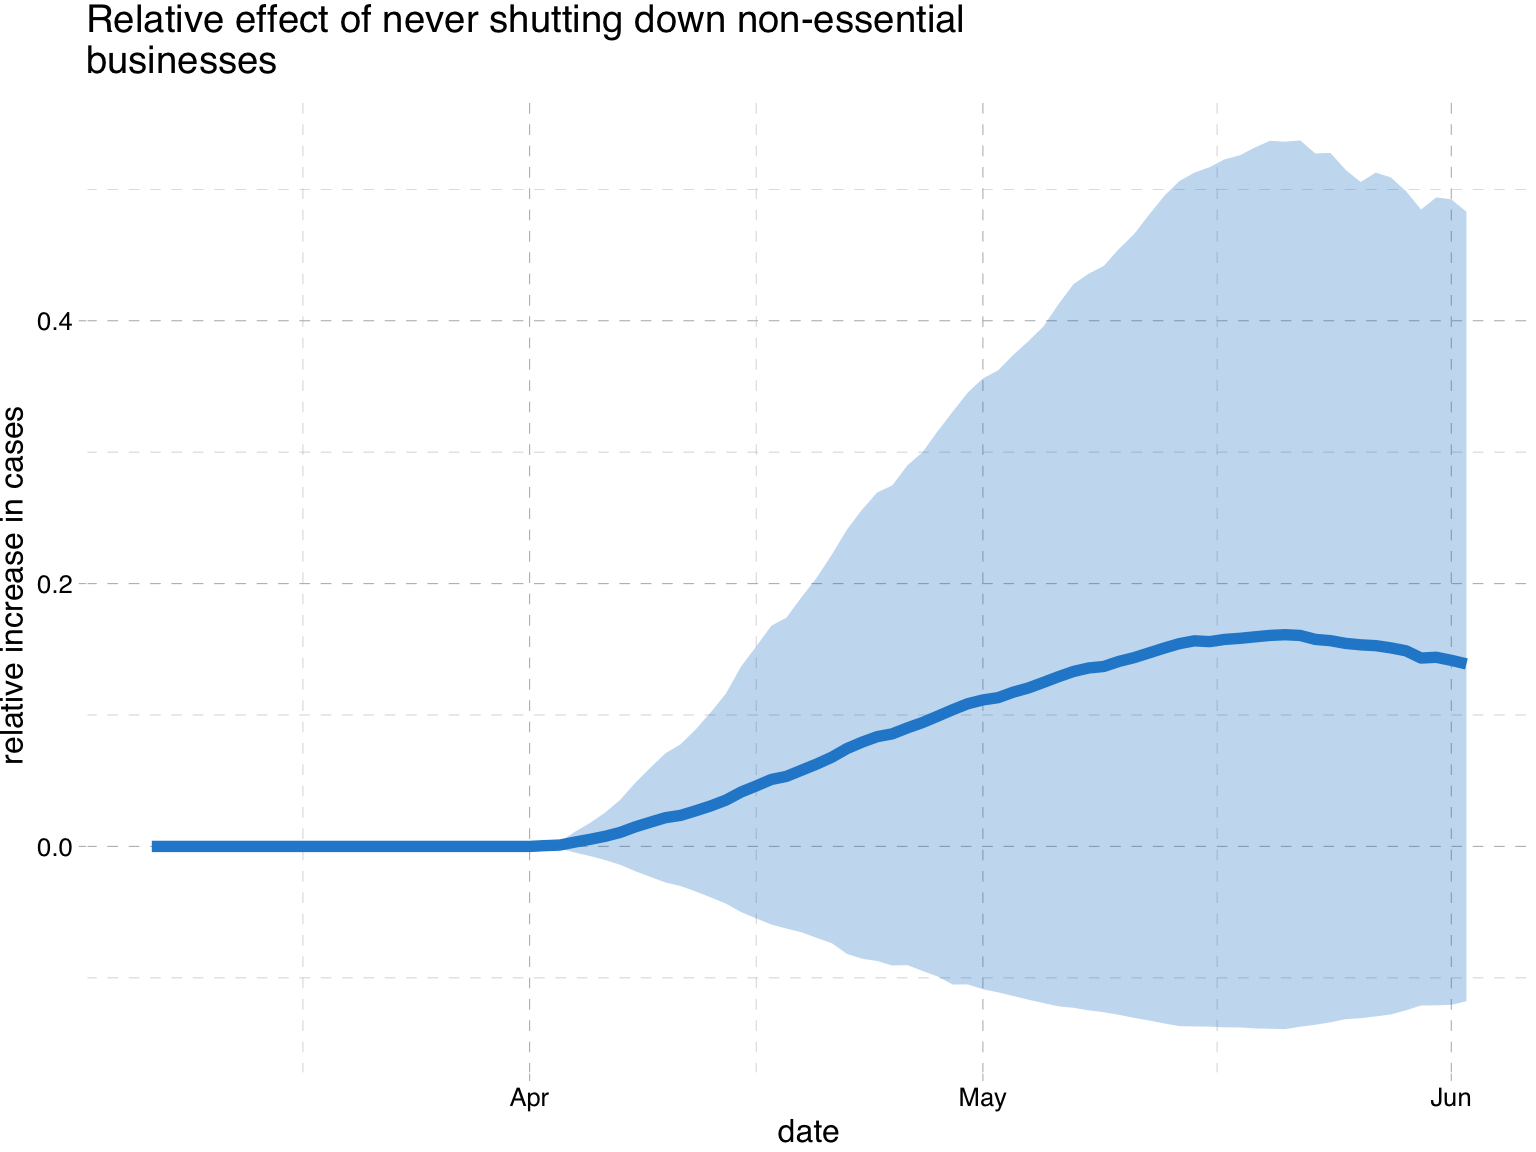 Relative effect of never shutting down non-essential
businesses
relative increase in cases
0.4
0.2
0.0
Apr
May
Jun
date